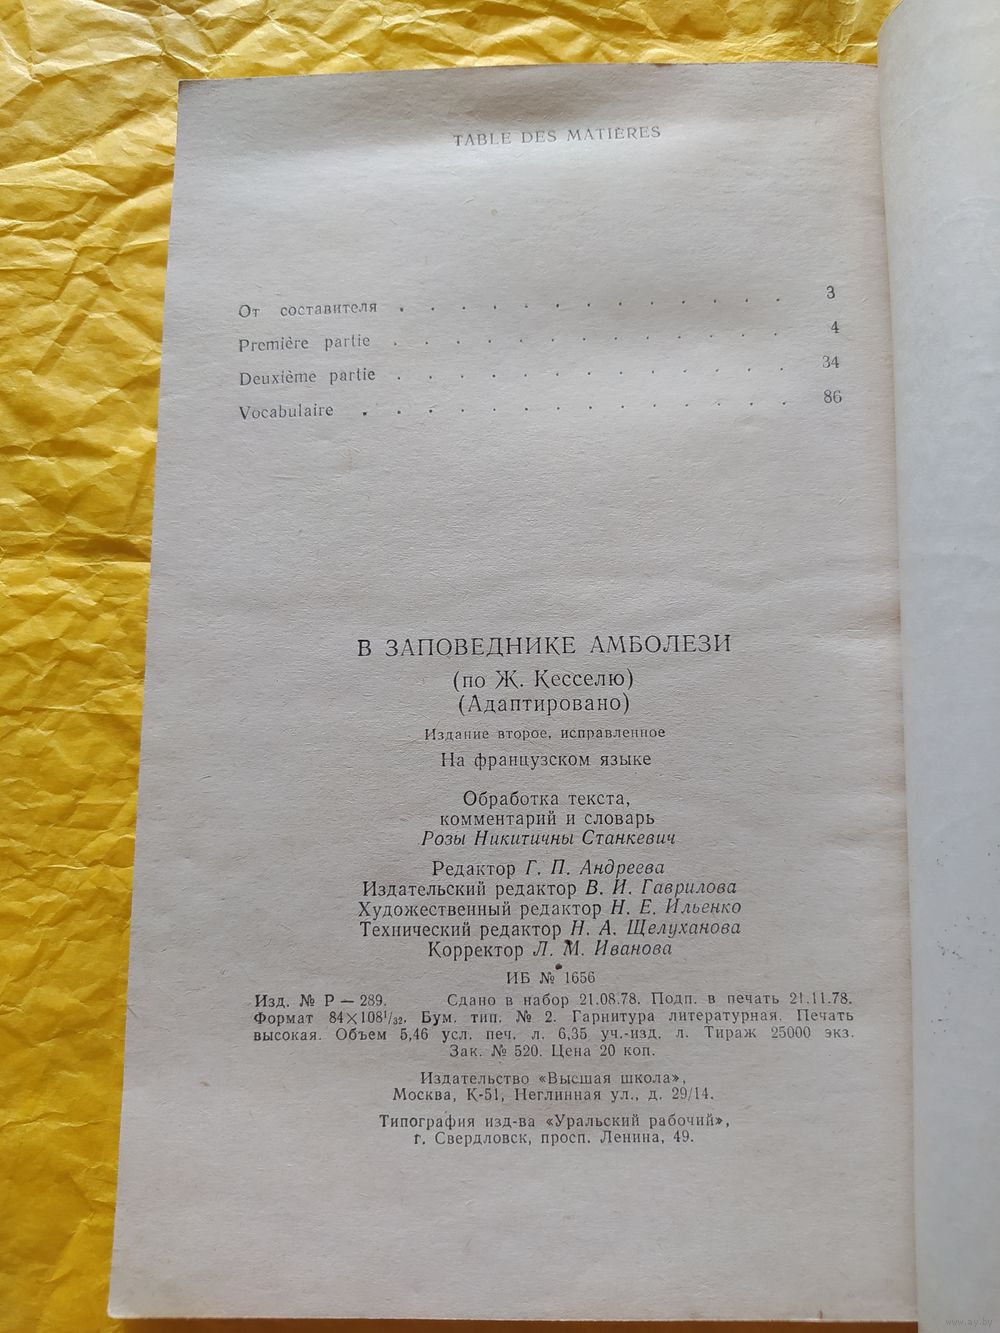 TABLE DES MATIÈRES
От составителя . . . . . . . . . . . . . 3
Première partie . . . . . . . . . . . . . 4
Deuxième partie . . . . . . . . . . . . . 34
Vocabulaire . . . . . . . . . . . . . . 86
В ЗАПОВЕДНИКЕ АМБОЛЕЗИ
(по Ж. Кесселю)
(Адаптировано)
Издание второе, исправленное
На французском языке
Обработка текста,
комментарий и словарь
Розы Никитичны Станкевич
Редактор Г. П. Андреева
Издательский редактор В. И. Гаврилова
Художественный редактор Н. Е. Ильенко
Технический редактор Н. А. Щелуханова
Корректор Л. М. Иванова
ИБ № 1656
Изд. № Р — 289. Сдано в набор 21.08.78. Подп. в печать 21.11.78.
Формат 84×108¹/₃₂. Бум. тип. № 2. Гарнитура литературная. Печать
высокая. Объем 5,46 усл. печ. л. 6,35 уч.-изд. л. Тираж 25000 экз.
Зак. № 520. Цена 20 коп.
Издательство «Высшая школа»,
Москва, К-51, Неглинная ул., д. 29/14.
Типография изд-ва «Уральский рабочий»,
г. Свердловск, просп. Ленина, 49.
www.ay.by